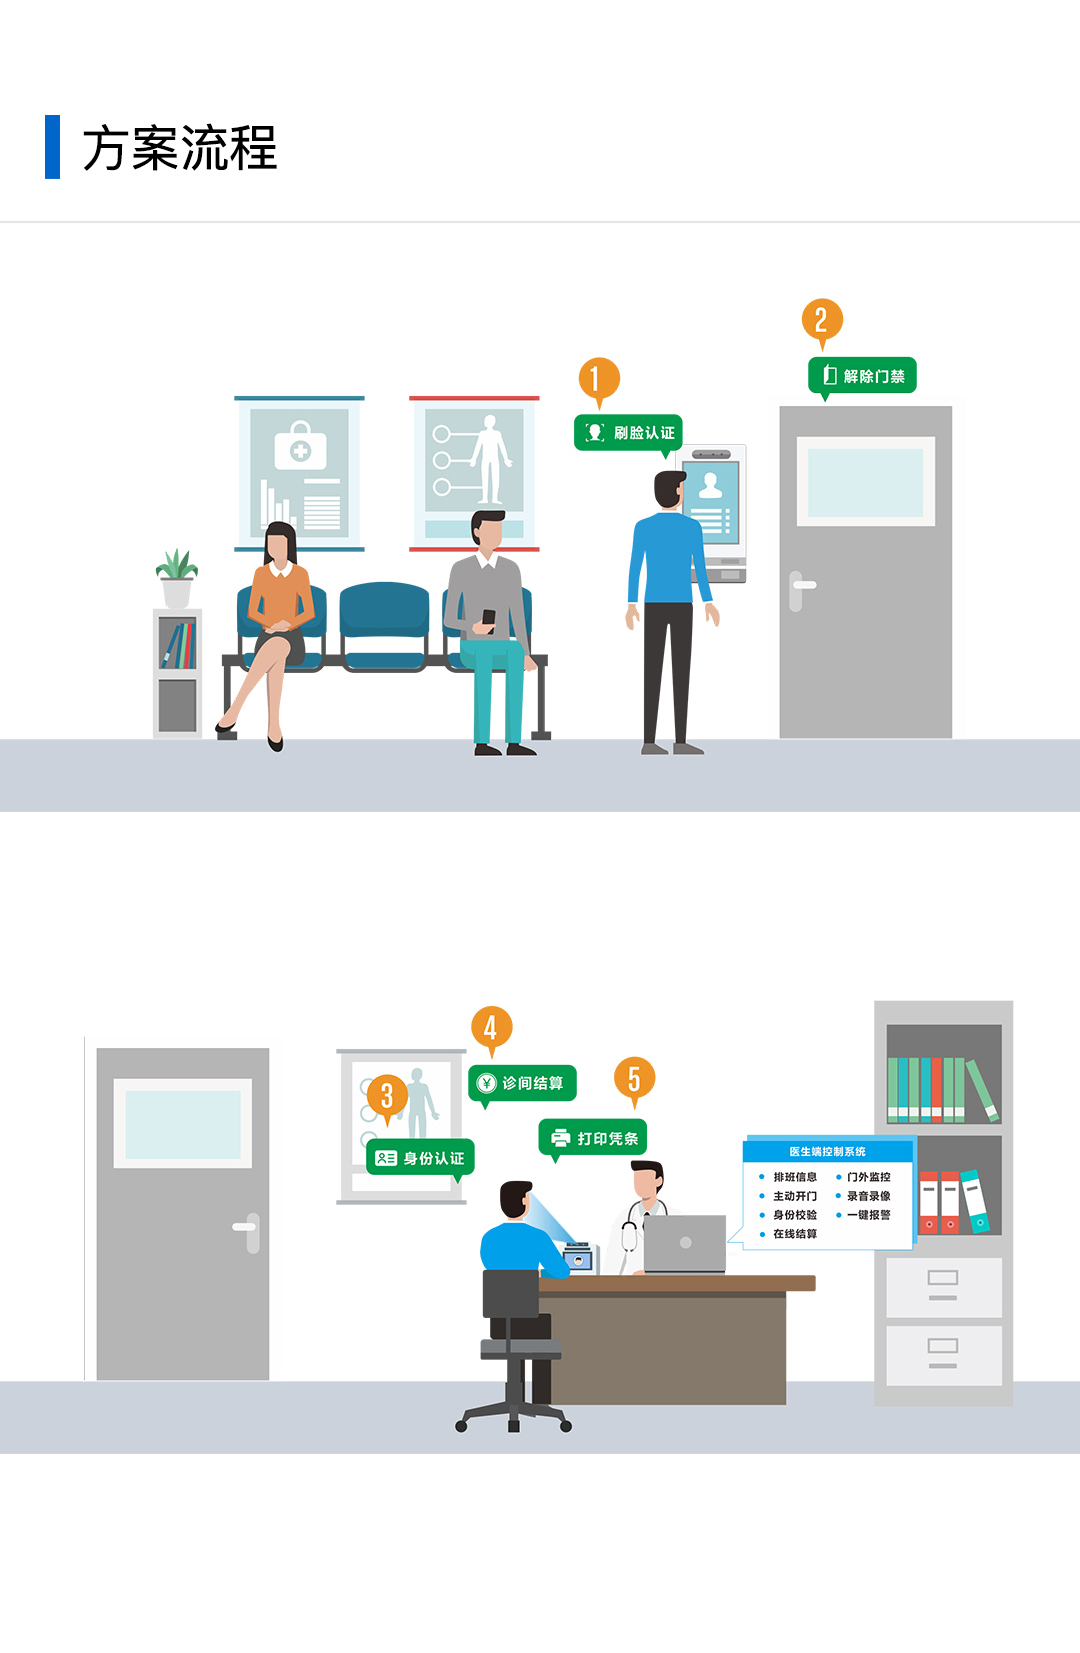 方案流程
2
解除门禁
1
刷脸认证
4
诊间结算
5
3
打印凭条
身份认证
医生端控制系统
排班信息 门外监控
主动开门 录音录像
身份校验 一键报警
在线结算